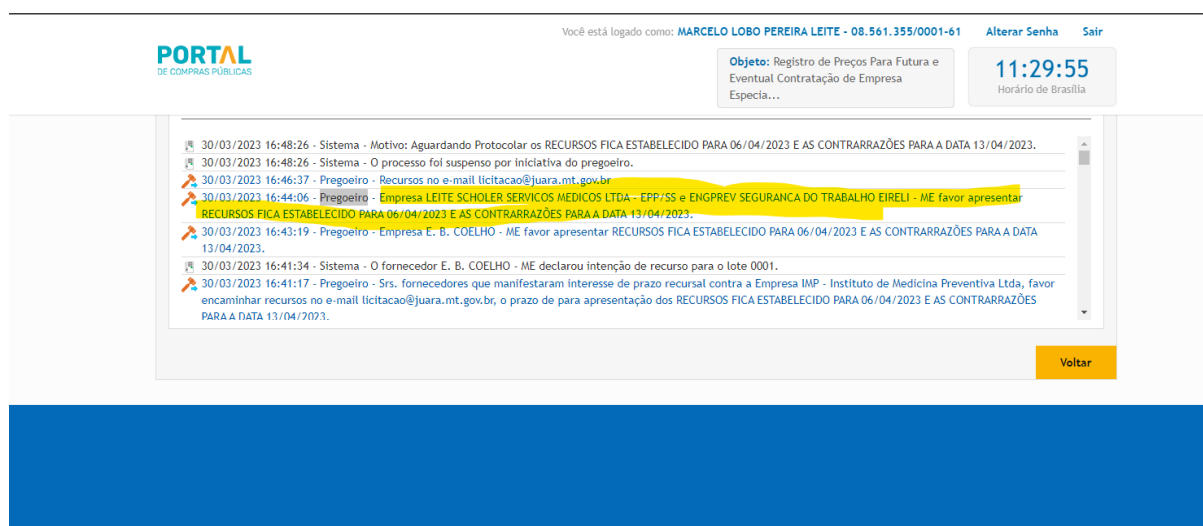 Você está logado como: MARCELO LOBO PEREIRA LEITE - 08.561.355/0001-61 Alterar Senha Sair
PORTAL
DE COMPRAS PÚBLICAS
Objeto: Registro de Preços Para Futura e
Eventual Contratação de Empresa
Especia...
11:29:55
Horário de Brasília
30/03/2023 16:48:26 - Sistema - Motivo: Aguardando Protocolar os RECURSOS FICA ESTABELECIDO PARA 06/04/2023 E AS CONTRARRAZÕES PARA A DATA 13/04/2023.
30/03/2023 16:48:26 - Sistema - O processo foi suspenso por iniciativa do pregoeiro.
30/03/2023 16:46:37 - Pregoeiro - Recursos no e-mail licitacao@juara.mt.gov.br
30/03/2023 16:44:06 - Pregoeiro - Empresa LEITE SCHOLER SERVICOS MEDICOS LTDA - EPP/SS e ENGPREV SEGURANCA DO TRABALHO EIRELI - ME favor apresentar
RECURSOS FICA ESTABELECIDO PARA 06/04/2023 E AS CONTRARRAZÕES PARA A DATA 13/04/2023.
30/03/2023 16:43:19 - Pregoeiro - Empresa E. B. COELHO - ME favor apresentar RECURSOS FICA ESTABELECIDO PARA 06/04/2023 E AS CONTRARRAZÕES PARA A DATA
13/04/2023.
30/03/2023 16:41:34 - Sistema - O fornecedor E. B. COELHO - ME declarou intenção de recurso para o lote 0001.
30/03/2023 16:41:17 - Pregoeiro - Srs. fornecedores que manifestaram interesse de prazo recursal contra a Empresa IMP - Instituto de Medicina Preventiva Ltda, favor
encaminhar recursos no e-mail licitacao@juara.mt.gov.br, o prazo de para apresentação dos RECURSOS FICA ESTABELECIDO PARA 06/04/2023 E AS CONTRARRAZÕES
PARA A DATA 13/04/2023.
Voltar